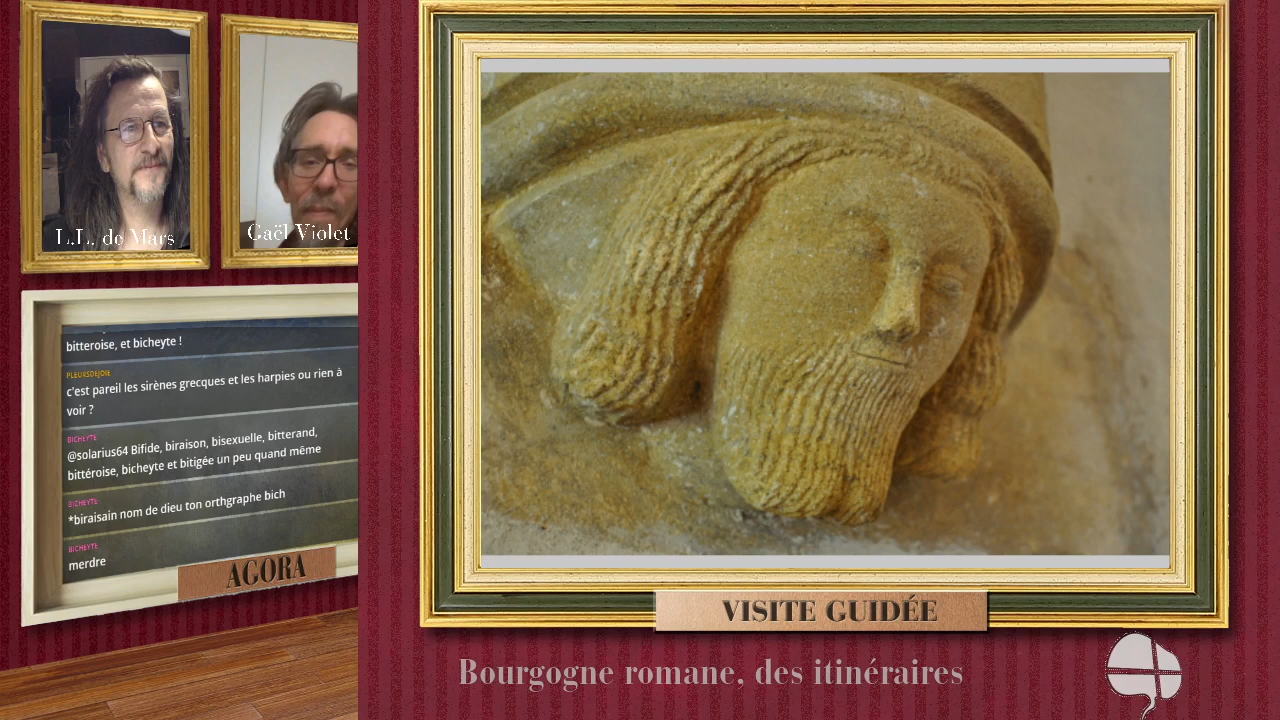 L.L. de Mars
Gaël Violet
bitteroise, et bicheyte !
PLEURSDEJOIE
c'est pareil les sirènes grecques et les harpies ou rien à
voir ?
BICHEYTE
@solarius64 Bifide, biraison, bisexuelle, bitterand,
bittéroise, bicheyte et bitigée un peu quand même
BICHEYTE
*biraisain nom de dieu ton orthgraphe bich
BICHEYTE
merdre
AGORA
VISITE GUIDÉE
Bourgogne romane, des itinéraires